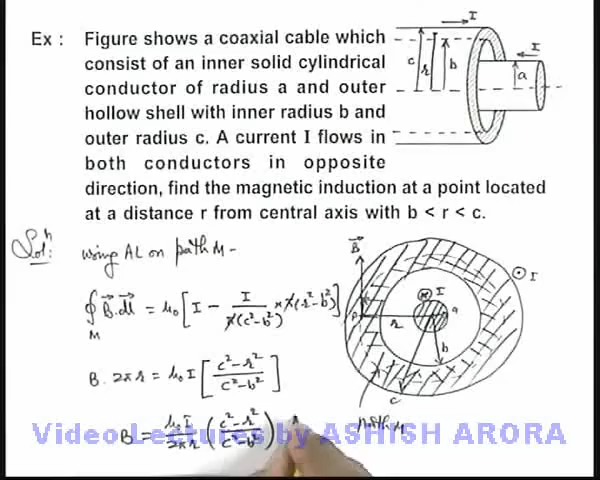 Ex : Figure shows a coaxial cable which
consist of an inner solid cylindrical
conductor of radius a and outer
hollow shell with inner radius b and
outer radius c. A current I flows in
both conductors in opposite
direction, find the magnetic induction at a point located
at a distance r from central axis with b < r < c.
I
I
c
r
b
a
Solⁿ: using AL on path M –
∮_M B⃗.dl⃗ = μ₀ [ I − I / π(c²−b²) × π(r²−b²) ]
B. 2πr = μ₀ I [ (c²−r²) / (c²−b²) ]
B = μ₀ I / 2πr ( (c²−r²) / (c²−b²) )
B⃗
I
I
a
r
b
c
path M
Video Lectures by ASHISH ARORA